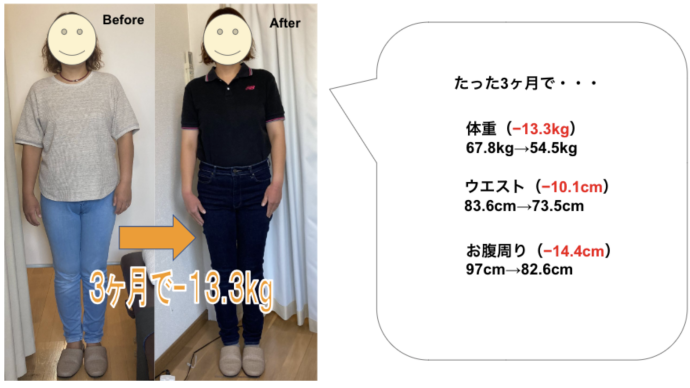 Before
After
3ヶ月で-13.3kg
たった3ヶ月で・・・
体重（−13.3kg）
67.8kg→54.5kg
ウエスト（−10.1cm）
83.6cm→73.5cm
お腹周り（−14.4cm）
97cm→82.6cm